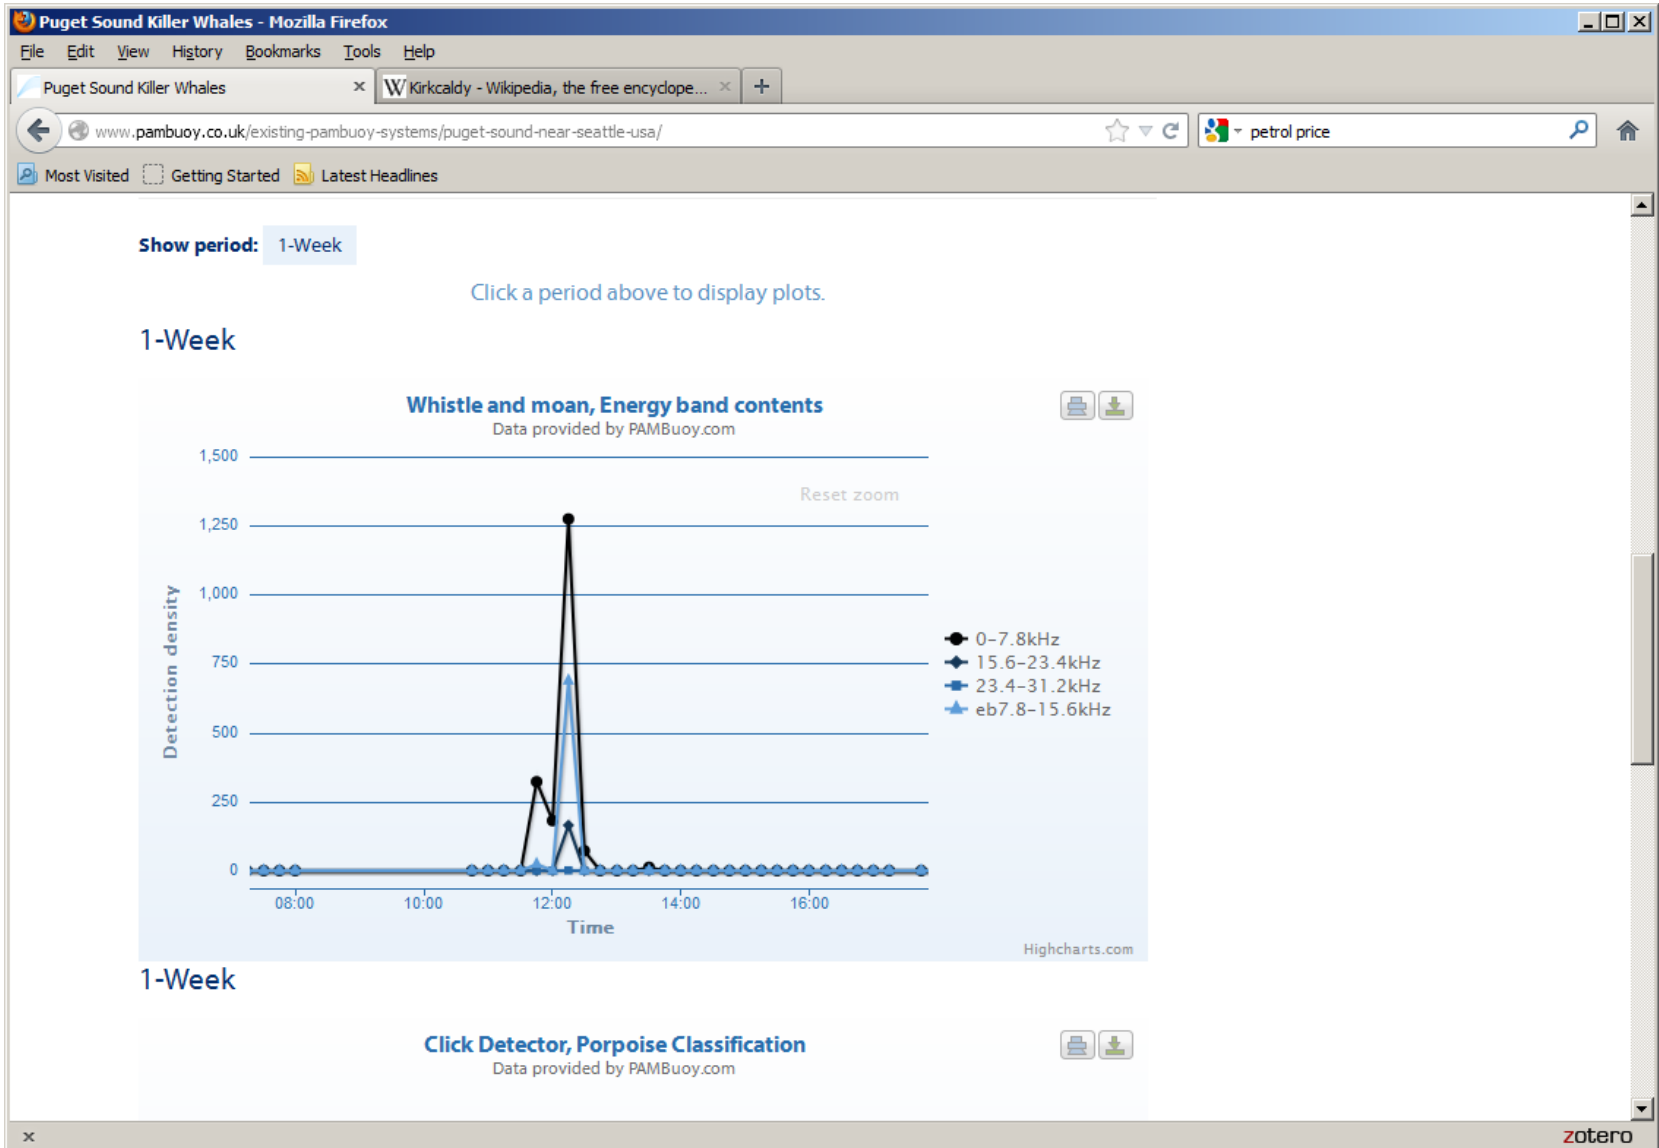 Puget Sound Killer Whales - Mozilla Firefox
File Edit View History Bookmarks Tools Help
Puget Sound Killer Whales × W Kirkcaldy - Wikipedia, the free encyclope... × +
www.pambuoy.co.uk/existing-pambuoy-systems/puget-sound-near-seattle-usa/ petrol price
Most Visited Getting Started Latest Headlines
Show period: 1-Week
Click a period above to display plots.
1-Week
Whistle and moan, Energy band contents
Data provided by PAMBuoy.com
1,500
Reset zoom
1,250
1,000
750
500
250
0
Detection density
0-7.8kHz
15.6-23.4kHz
23.4-31.2kHz
eb7.8-15.6kHz
08:00 10:00 12:00 14:00 16:00
Time
Highcharts.com
1-Week
Click Detector, Porpoise Classification
Data provided by PAMBuoy.com
× zotero